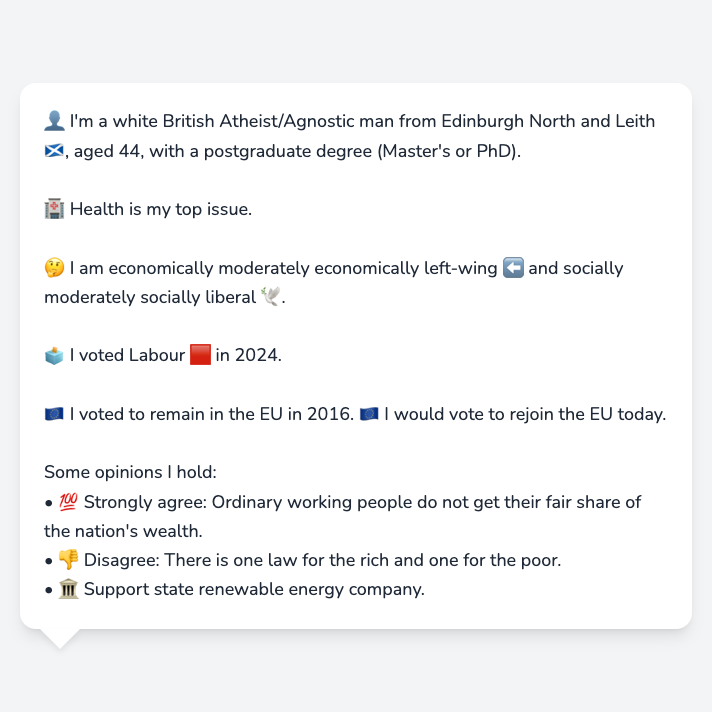 👤 I'm a white British Atheist/Agnostic man from Edinburgh North and Leith
🏴󠁧󠁢󠁳󠁣󠁴󠁿, aged 44, with a postgraduate degree (Master's or PhD).
🏥 Health is my top issue.
🤔 I am economically moderately economically left-wing ⬅️ and socially
moderately socially liberal 🕊️.
🗳️ I voted Labour 🟥 in 2024.
🇪🇺 I voted to remain in the EU in 2016. 🇪🇺 I would vote to rejoin the EU today.
Some opinions I hold:
• 💯 Strongly agree: Ordinary working people do not get their fair share of
the nation's wealth.
• 👎 Disagree: There is one law for the rich and one for the poor.
• 🏛️ Support state renewable energy company.